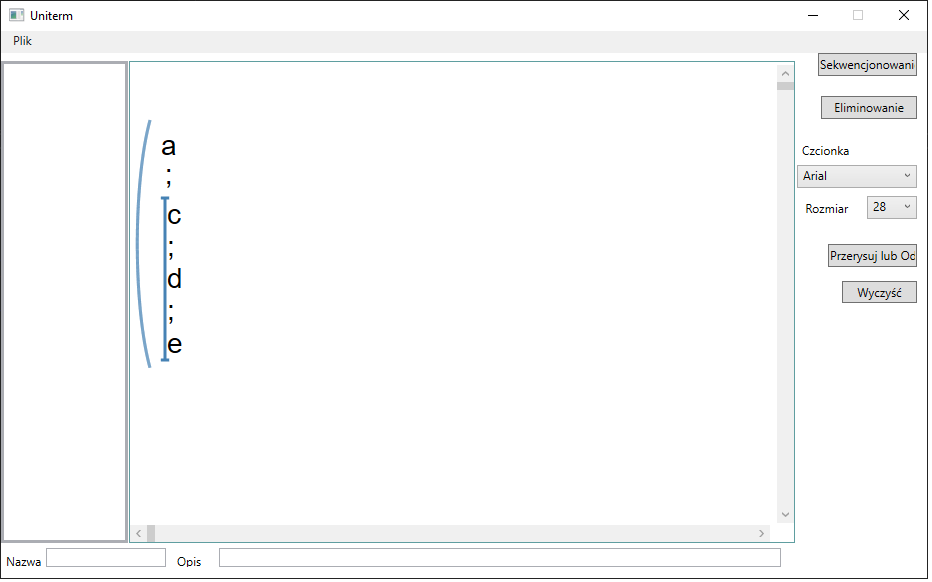 Uniterm
Plik
Sekwencjonowani
Eliminowanie
Czcionka
Arial
Rozmiar 28
Przerysuj lub Od
Wyczyść
a
;
c
;
d
;
e
Nazwa
Opis